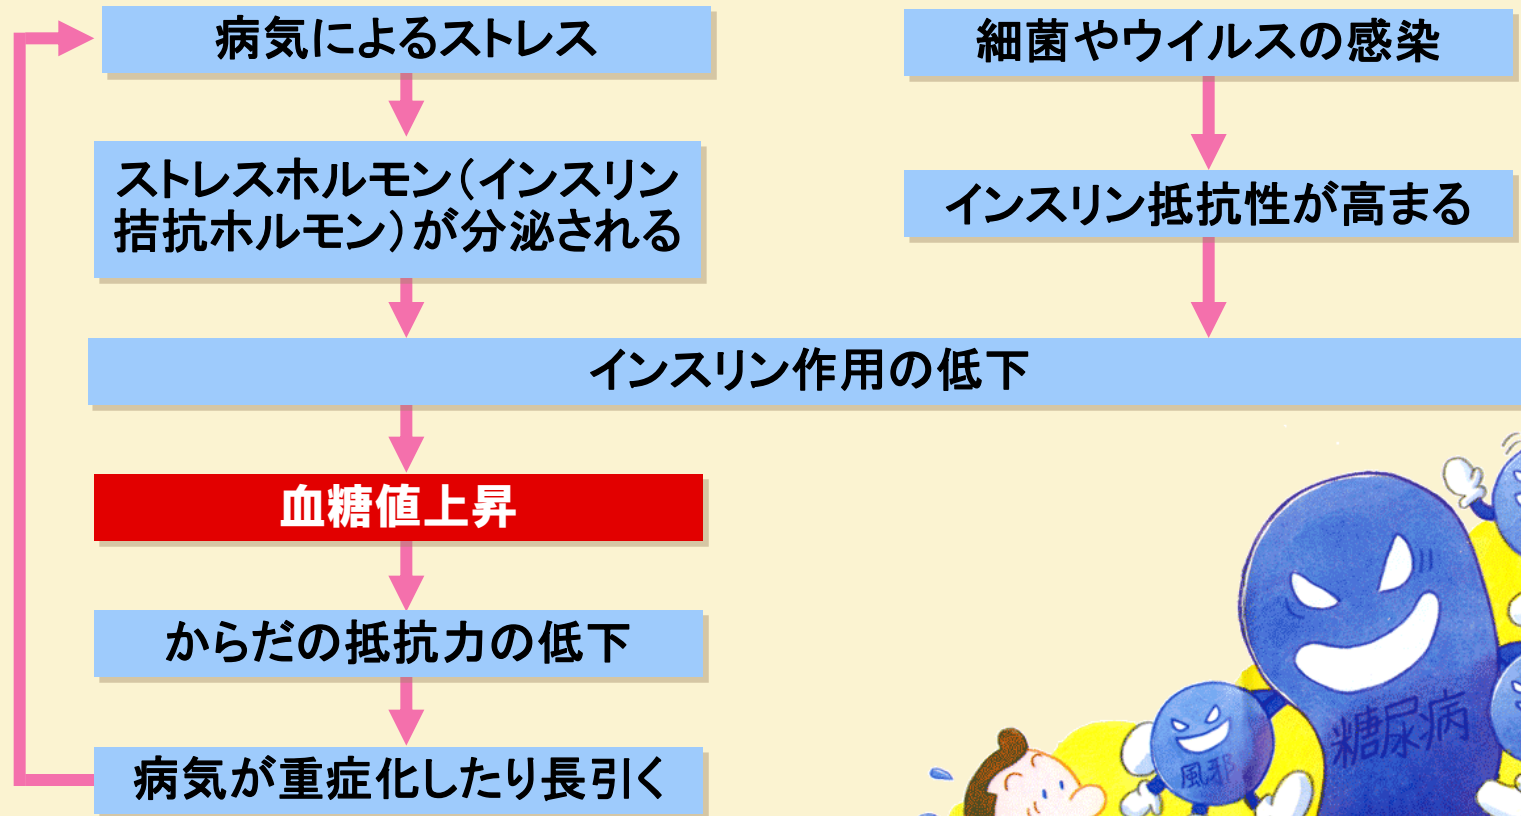 病気によるストレス
細菌やウイルスの感染
ストレスホルモン(インスリン
拮抗ホルモン)が分泌される
インスリン抵抗性が高まる
インスリン作用の低下
血糖値上昇
からだの抵抗力の低下
病気が重症化したり長引く
糖尿病
風邪